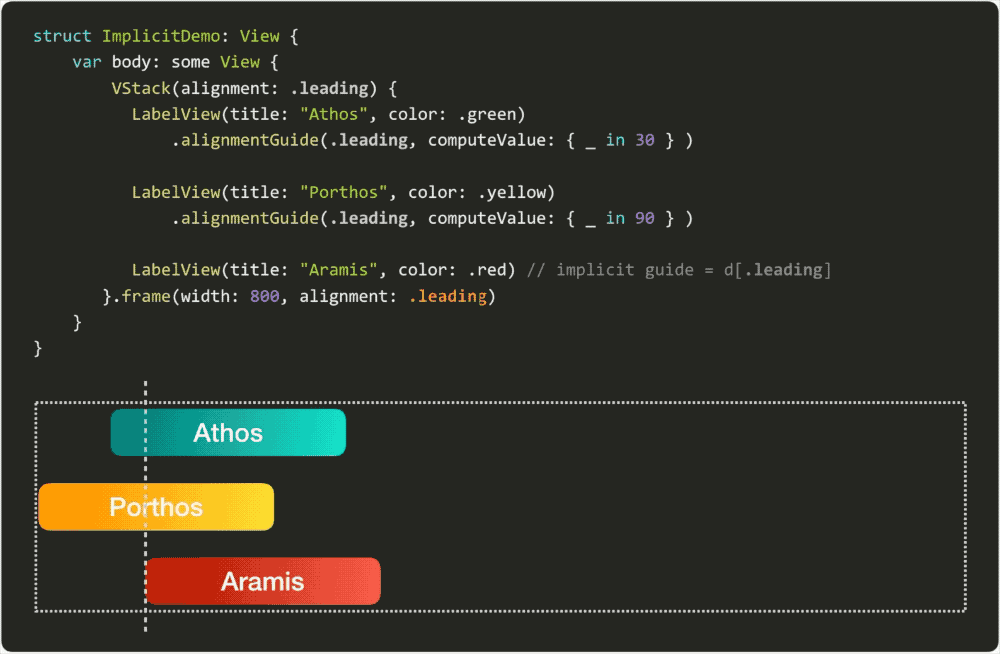 struct ImplicitDemo: View {
    var body: some View {
        VStack(alignment: .leading) {
          LabelView(title: "Athos", color: .green)
              .alignmentGuide(.leading, computeValue: { _ in 30 } )

          LabelView(title: "Porthos", color: .yellow)
              .alignmentGuide(.leading, computeValue: { _ in 90 } )

          LabelView(title: "Aramis", color: .red) // implicit guide = d[.leading]
       }.frame(width: 800, alignment: .leading)
    }
}
Athos
Porthos
Aramis